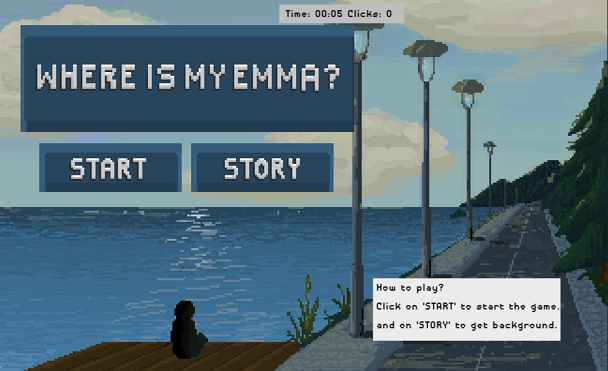 Time: 00:05 Clicks: 0
WHERE IS MY EMMA?
START
STORY
How to play?
Click on 'START' to start the game.
and on 'STORY' to get background.